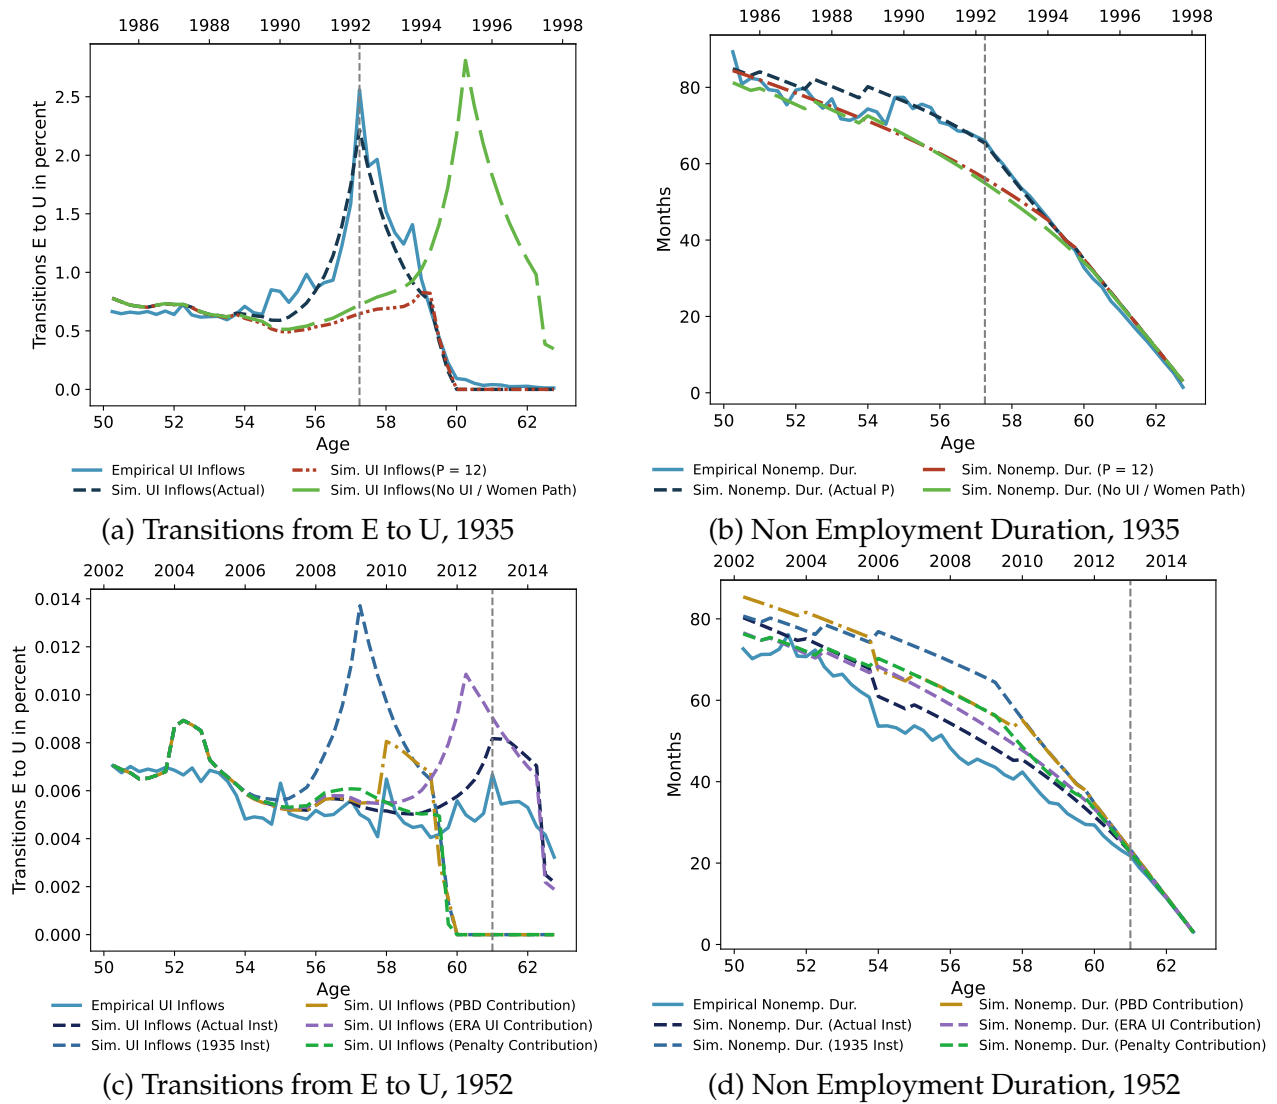 1986 1988 1990 1992 1994 1996 1998
Transitions E to U in percent
2.5
2.0
1.5
1.0
0.5
0.0
50 52 54 56 58 60 62
Age
Empirical UI Inflows
Sim. UI Inflows(Actual)
Sim. UI Inflows(P = 12)
Sim. UI Inflows(No UI / Women Path)
(a) Transitions from E to U, 1935
1986 1988 1990 1992 1994 1996 1998
Months
80
60
40
20
0
50 52 54 56 58 60 62
Age
Empirical Nonemp. Dur.
Sim. Nonemp. Dur. (Actual P)
Sim. Nonemp. Dur. (P = 12)
Sim. Nonemp. Dur. (No UI / Women Path)
(b) Non Employment Duration, 1935
2002 2004 2006 2008 2010 2012 2014
Transitions E to U in percent
0.014
0.012
0.010
0.008
0.006
0.004
0.002
0.000
50 52 54 56 58 60 62
Age
Empirical UI Inflows
Sim. UI Inflows (Actual Inst)
Sim. UI Inflows (1935 Inst)
Sim. UI Inflows (PBD Contribution)
Sim. UI Inflows (ERA UI Contribution)
Sim. UI Inflows (Penalty Contribution)
(c) Transitions from E to U, 1952
2002 2004 2006 2008 2010 2012 2014
Months
80
60
40
20
0
50 52 54 56 58 60 62
Age
Empirical Nonemp. Dur.
Sim. Nonemp. Dur. (Actual Inst)
Sim. Nonemp. Dur. (1935 Inst)
Sim. Nonemp. Dur. (PBD Contribution)
Sim. Nonemp. Dur. (ERA UI Contribution)
Sim. Nonemp. Dur. (Penalty Contribution)
(d) Non Employment Duration, 1952